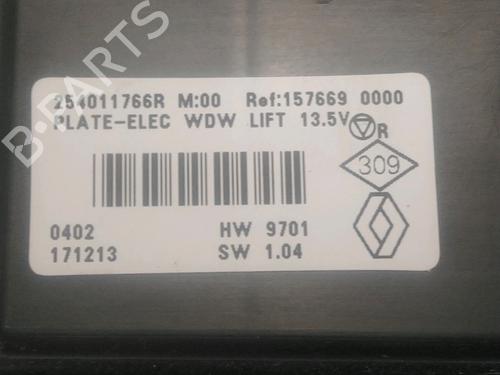 B-PARTS
254011766R M:00 Ref:157669 0000
PLATE-ELEC WDW LIFT 13.5V R
309
0402 HW 9701
171213 SW 1.04